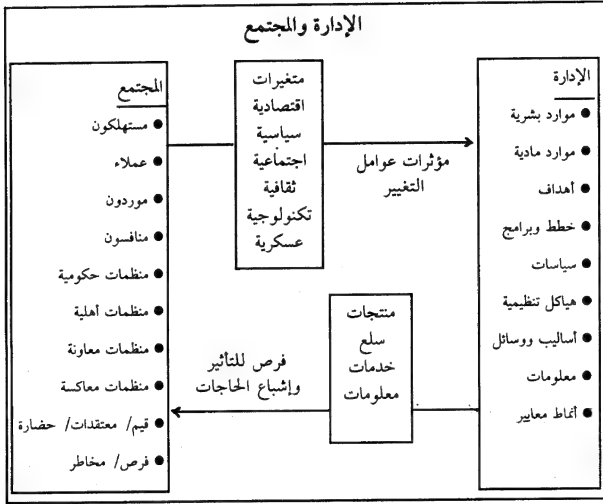 الإدارة والمجتمع
الإدارة
● موارد بشرية
● موارد مادية
● أهداف
● خطط وبرامج
● سياسات
● هياكل تنظيمية
● أساليب ووسائل
● معلومات
● أنماط معايير
مؤثرات عوامل
التغيير
متغيرات
اقتصادية
سياسية
اجتماعية
ثقافية
تكنولوجية
عسكرية
منتجات
سلع
خدمات
معلومات
فرص للتأثير
وإشباع الحاجات
المجتمع
● مستهلكون
● عملاء
● موردون
● منافسون
● منظمات حكومية
● منظمات أهلية
● منظمات معاونة
● منظمات معاكسة
● قيم/ معتقدات/ حضارة
● فرص/ مخاطر